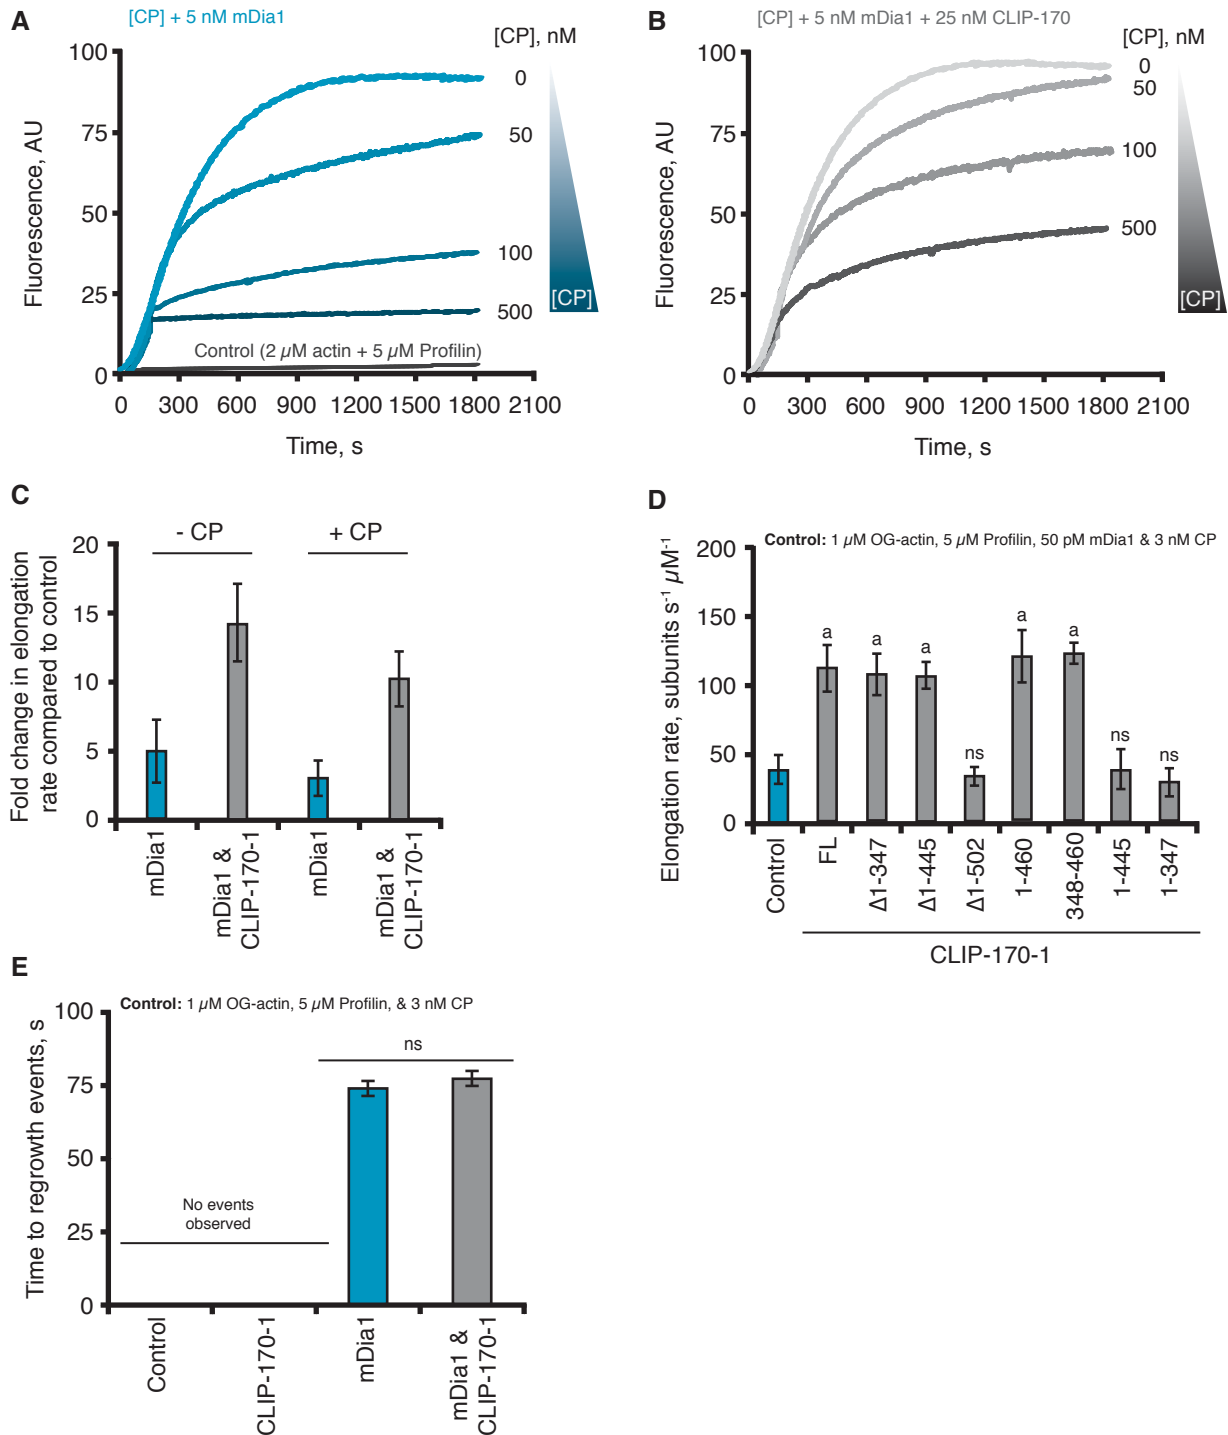 A
[CP] + 5 nM mDia1
[CP], nM
100
75
50
25
0
Fluorescence, AU
0
50
100
500
[CP]
Control (2 µM actin + 5 µM Profilin)
0 300 600 900 1200 1500 1800 2100
Time, s
B
[CP] + 5 nM mDia1 + 25 nM CLIP-170
[CP], nM
100
75
50
25
0
Fluorescence, AU
0
50
100
500
[CP]
0 300 600 900 1200 1500 1800 2100
Time, s
C
- CP + CP
20
15
10
5
0
Fold change in elongation
rate compared to control
mDia1
mDia1 &
CLIP-170-1
mDia1
mDia1 &
CLIP-170-1
D
Control: 1 µM OG-actin, 5 µM Profilin, 50 pM mDia1 & 3 nM CP
200
150
100
50
0
Elongation rate, subunits s⁻¹ µM⁻¹
a a a ns a a ns ns
Control
FL
Δ1-347
Δ1-445
Δ1-502
1-460
348-460
1-445
1-347
CLIP-170-1
E
Control: 1 µM OG-actin, 5 µM Profilin, & 3 nM CP
100
75
50
25
0
Time to regrowth events, s
ns
No events
observed
Control
CLIP-170-1
mDia1
mDia1 &
CLIP-170-1